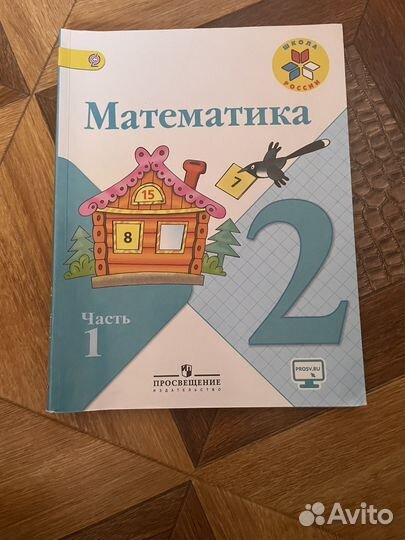 ШКОЛА
РОССИИ
Математика
15
7
8
2
Часть
1
ПРОСВЕЩЕНИЕ
ИЗДАТЕЛЬСТВО
PROSV.RU
Avito